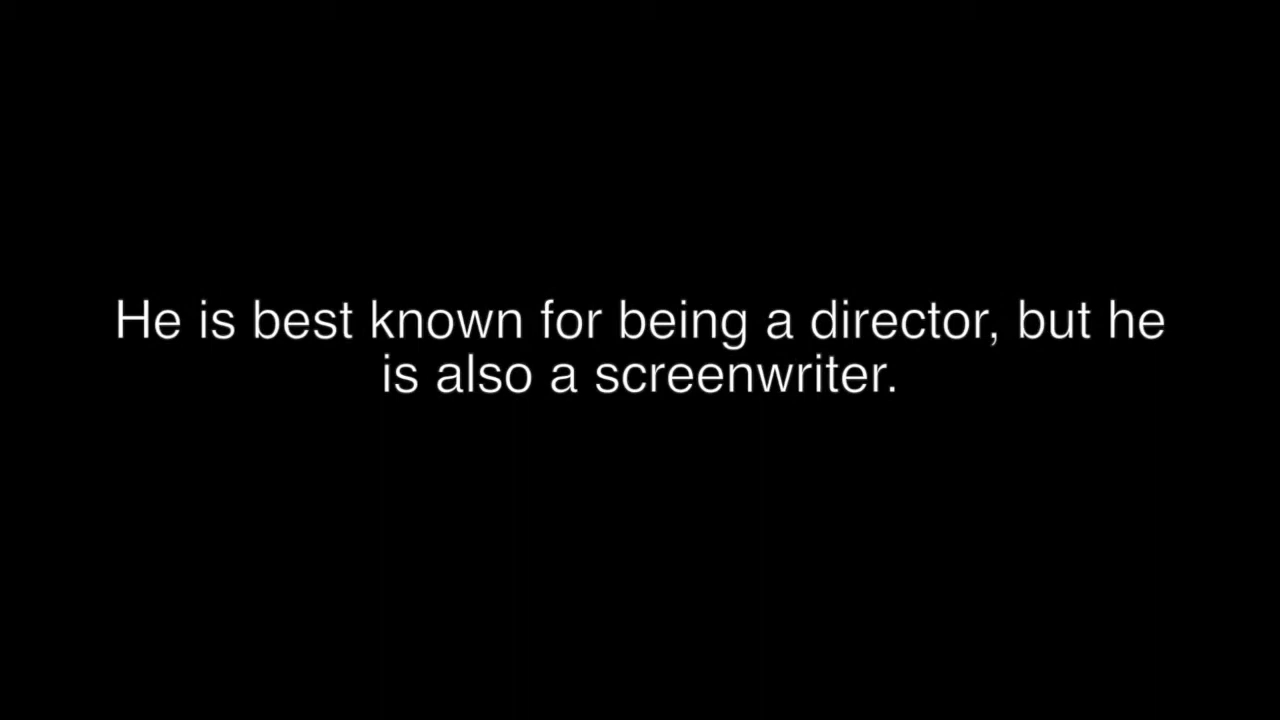 He is best known for being a director, but he
is also a screenwriter.